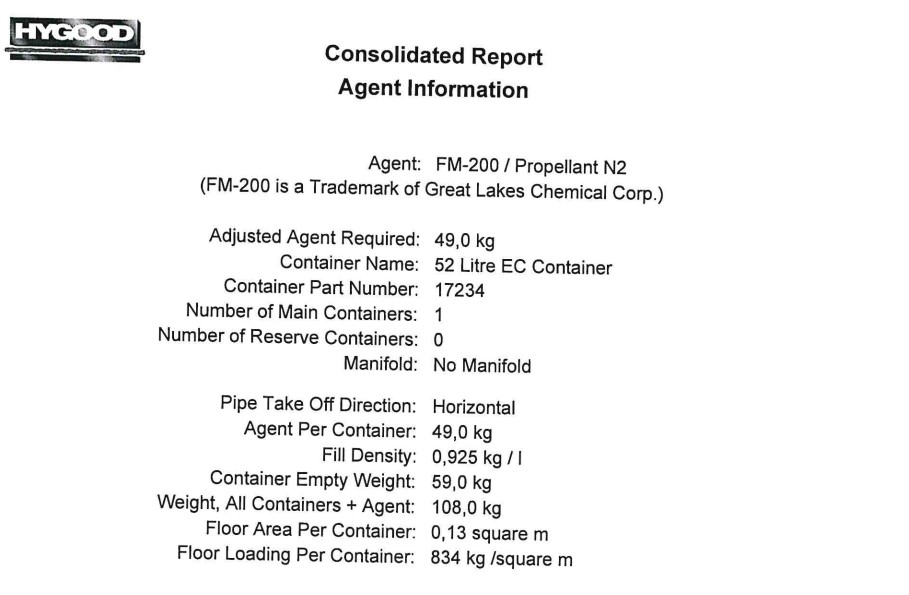 HYGOOD
Consolidated Report
Agent Information
Agent: FM-200 / Propellant N2
(FM-200 is a Trademark of Great Lakes Chemical Corp.)
Adjusted Agent Required: 49,0 kg
Container Name: 52 Litre EC Container
Container Part Number: 17234
Number of Main Containers: 1
Number of Reserve Containers: 0
Manifold: No Manifold
Pipe Take Off Direction: Horizontal
Agent Per Container: 49,0 kg
Fill Density: 0,925 kg / l
Container Empty Weight: 59,0 kg
Weight, All Containers + Agent: 108,0 kg
Floor Area Per Container: 0,13 square m
Floor Loading Per Container: 834 kg /square m